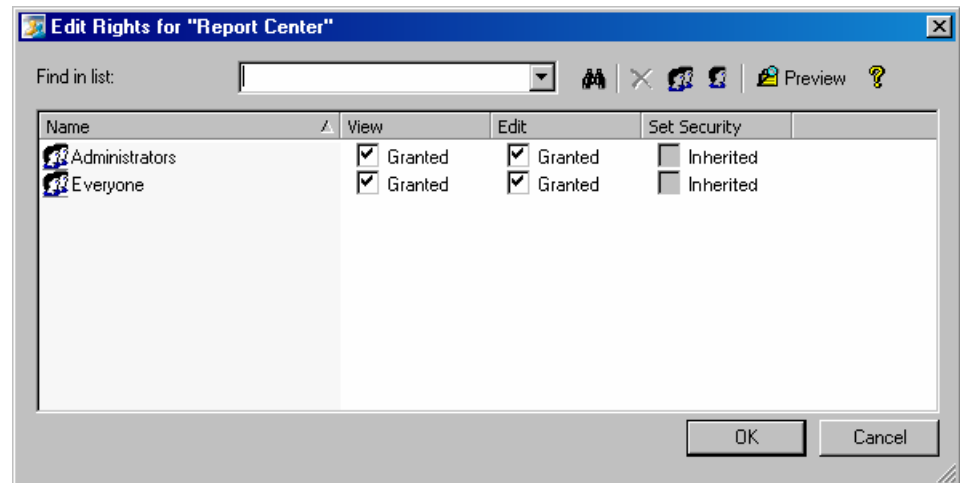 Edit Rights for "Report Center"
Find in list:
Preview
Name View Edit Set Security
Administrators Granted Granted Inherited
Everyone Granted Granted Inherited
OK Cancel